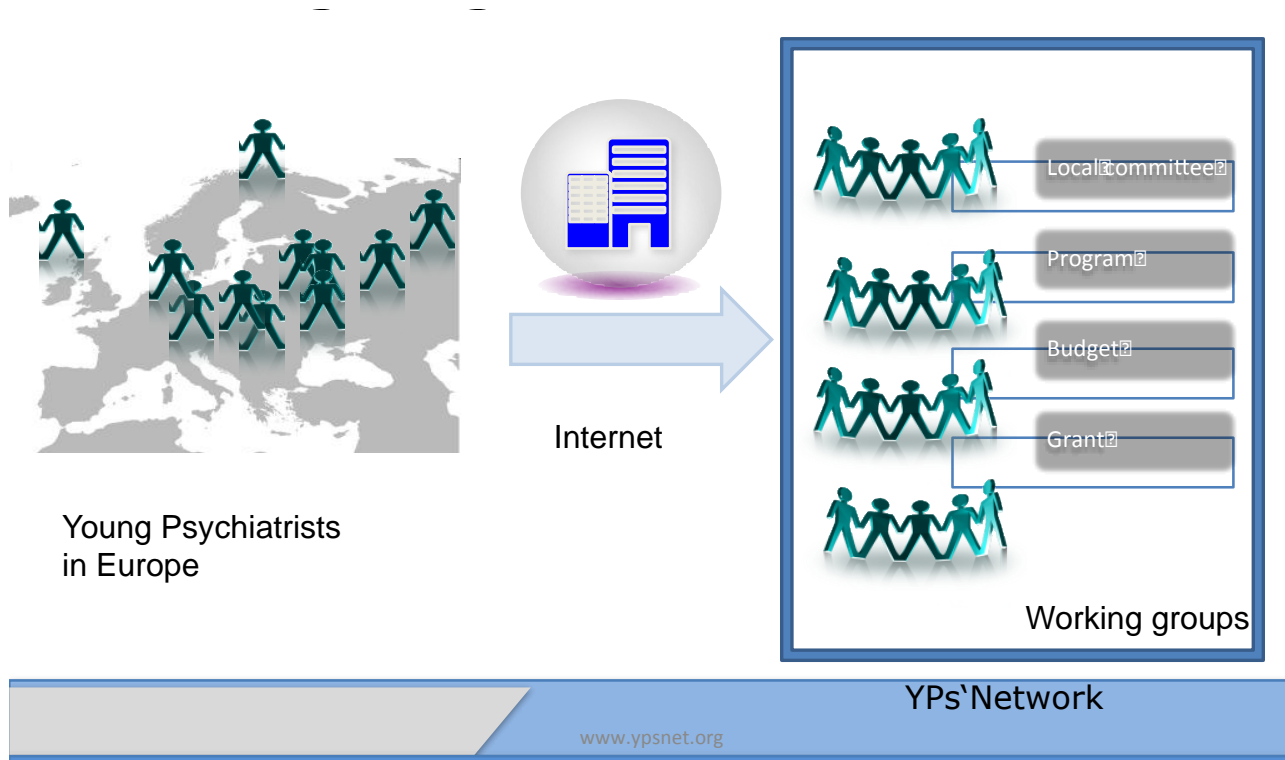 Young Psychiatrists
in Europe
Internet
Local committee
Program
Budget
Grant
Working groups
YPs‘Network
www.ypsnet.org